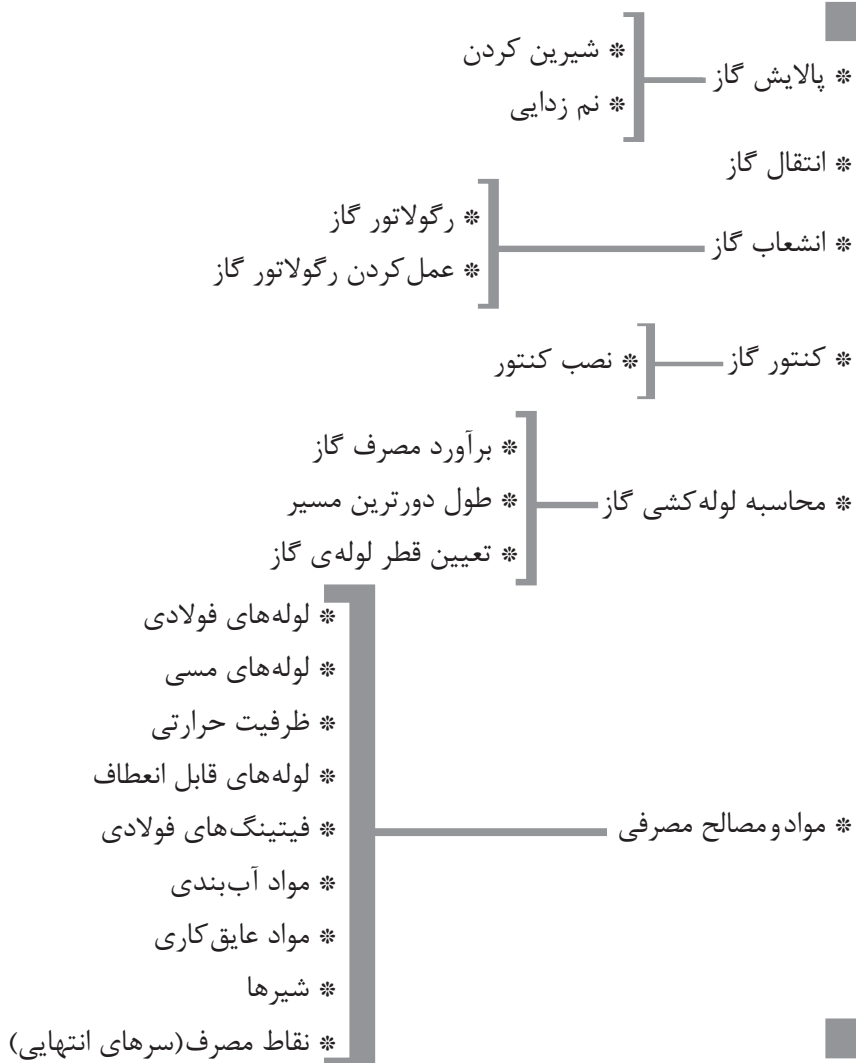 * پالایش گاز
* شیرین کردن
* نم زدایی
* انتقال گاز
* انشعاب گاز
* رگولاتور گاز
* عمل‌کردن رگولاتور گاز
* کنتور گاز
* نصب کنتور
* محاسبه لوله‌کشی گاز
* برآورد مصرف گاز
* طول دورترین مسیر
* تعیین قطر لوله‌ی گاز
* مواد و مصالح مصرفی
* لوله‌های فولادی
* لوله‌های مسی
* ظرفیت حرارتی
* لوله‌های قابل انعطاف
* فیتینگ‌های فولادی
* مواد آب‌بندی
* مواد عایق‌کاری
* شیرها
* نقاط مصرف(سرهای انتهایی)